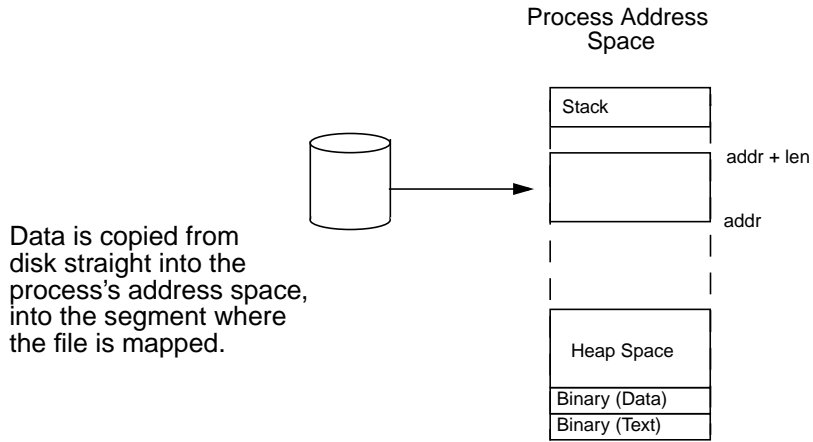 Process Address
Space
Stack
addr + len
addr
Data is copied from
disk straight into the
process's address space,
into the segment where
the file is mapped.
Heap Space
Binary (Data)
Binary (Text)